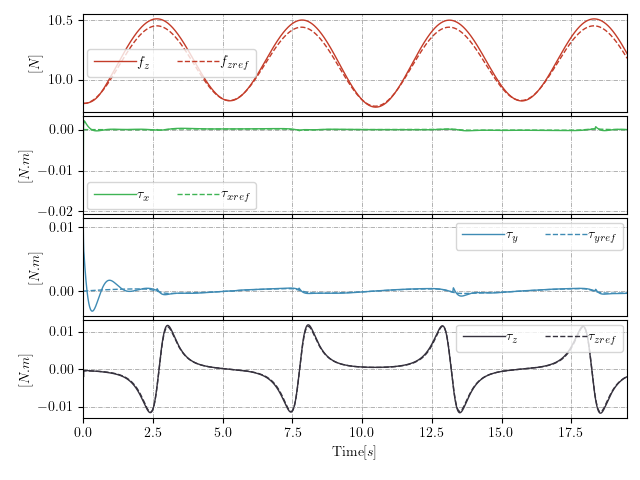 10.5
10.0
[N]
f_z f_zref
0.00
−0.01
−0.02
[N.m]
τ_x τ_xref
0.01
0.00
[N.m]
τ_y τ_yref
0.01
0.00
−0.01
[N.m]
τ_z τ_zref
0.0 2.5 5.0 7.5 10.0 12.5 15.0 17.5
Time[s]